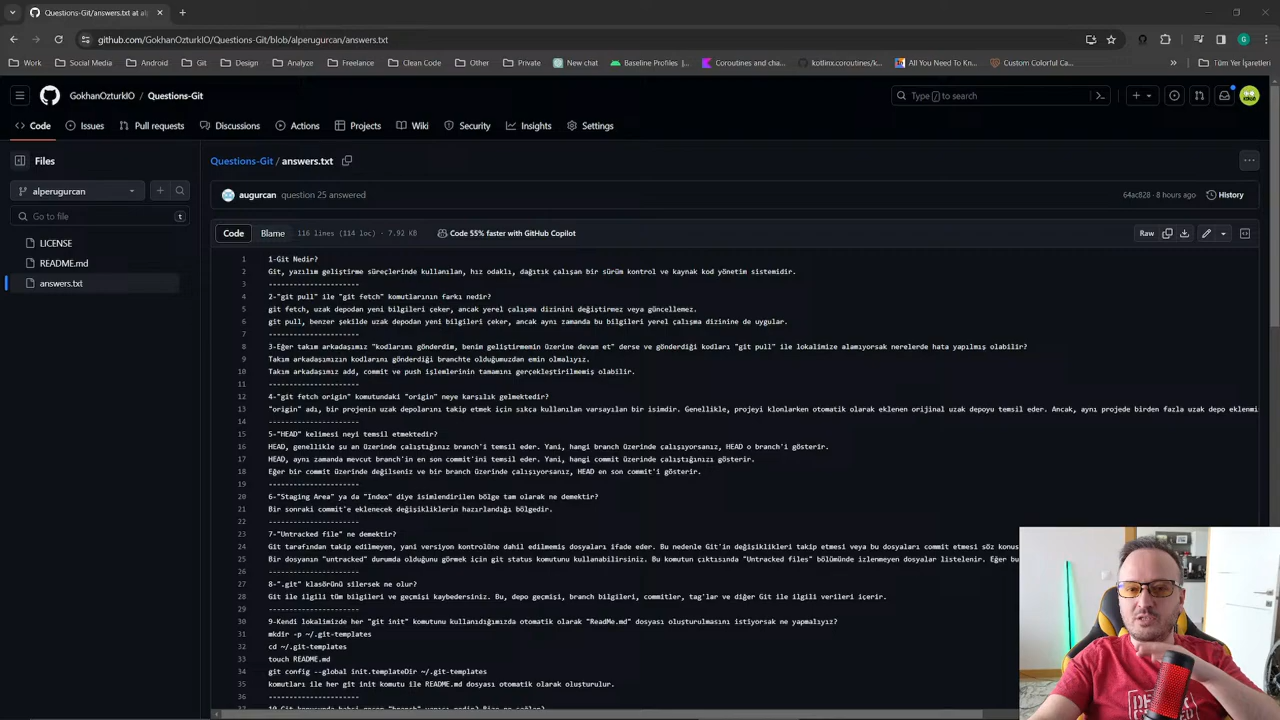 Questions-Git/answers.txt at alp
github.com/GokhanOzturkIO/Questions-Git/blob/alperugurcan/answers.txt
Work
Social Media
Android
Git
Design
Analyze
Freelance
Clean Code
Other
Private
New chat
Baseline Profiles |...
Coroutines and cha...
kotlinx.coroutines/k...
All You Need To Kn...
Custom Colorful Ca...
Tüm Yer İşaretleri
GokhanOzturkIO / Questions-Git
Type / to search
Code
Issues
Pull requests
Discussions
Actions
Projects
Wiki
Security
Insights
Settings
Files
alperugurcan
Go to file
t
LICENSE
README.md
answers.txt
Questions-Git / answers.txt
augurcan question 25 answered
64ac828 · 8 hours ago
History
Code
Blame
116 lines (114 loc) · 7.92 KB
Code 55% faster with GitHub Copilot
Raw
1 1-Git Nedir?
2 Git, yazılım geliştirme süreçlerinde kullanılan, hız odaklı, dağıtık çalışan bir sürüm kontrol ve kaynak kod yönetim sistemidir.
3 ----------------------
4 2-"git pull" ile "git fetch" komutlarının farkı nedir?
5 git fetch, uzak depodan yeni bilgileri çeker, ancak yerel çalışma dizinini değiştirmez veya güncellemez.
6 git pull, benzer şekilde uzak depodan yeni bilgileri çeker, ancak aynı zamanda bu bilgileri yerel çalışma dizinine de uygular.
7 ----------------------
8 3-Eğer takım arkadaşımız "kodlarımı gönderdim, benim geliştirmemin üzerine devam et" derse ve gönderdiği kodları "git pull" ile lokalimize alamıyorsak nerelerde hata yapılmış olabilir?
9 Takım arkadaşımızın kodlarını gönderdiği branchte olduğumuzdan emin olmalıyız.
10 Takım arkadaşımız add, commit ve push işlemlerinin tamamını gerçekleştirilmemiş olabilir.
11 ----------------------
12 4-"git fetch origin" komutundaki "origin" neye karşılık gelmektedir?
13 "origin" adı, bir projenin uzak depolarını takip etmek için sıkça kullanılan varsayılan bir isimdir. Genellikle, projeyi klonlarken otomatik olarak eklenen orijinal uzak depoyu temsil eder. Ancak, aynı projede birden fazla uzak depo eklenmi
14 ----------------------
15 5-"HEAD" kelimesi neyi temsil etmektedir?
16 HEAD, genellikle şu an üzerinde çalıştığınız branch'i temsil eder. Yani, hangi branch üzerinde çalışıyorsanız, HEAD o branch'i gösterir.
17 HEAD, aynı zamanda mevcut branch'in en son commit'ini temsil eder. Yani, hangi commit üzerinde çalıştığınızı gösterir.
18 Eğer bir commit üzerinde değilseniz ve bir branch üzerinde çalışıyorsanız, HEAD en son commit'i gösterir.
19 ----------------------
20 6-"Staging Area" ya da "Index" diye isimlendirilen bölge tam olarak ne demektir?
21 Bir sonraki commit'e eklenecek değişikliklerin hazırlandığı bölgedir.
22 ----------------------
23 7-"Untracked file" ne demektir?
24 Git tarafından takip edilmeyen, yani versiyon kontrolüne dahil edilmemiş dosyaları ifade eder. Bu nedenle Git'in değişiklikleri takip etmesi veya bu dosyaları commit etmesi söz konus
25 Bir dosyanın "untracked" durumda olduğunu görmek için git status komutunu kullanabilirsiniz. Bu komutun çıktısında "Untracked files" bölümünde izlenmeyen dosyalar listelenir. Eğer bu
26 ----------------------
27 8-".git" klasörünü silersek ne olur?
28 Git ile ilgili tüm bilgileri ve geçmişi kaybedersiniz. Bu, depo geçmişi, branch bilgileri, commitler, tag'lar ve diğer Git ile ilgili verileri içerir.
29 ----------------------
30 9-Kendi lokalimizde her "git init" komutunu kullandığımızda otomatik olarak "ReadMe.md" dosyası oluşturulmasını istiyorsak ne yapmalıyız?
31 mkdir -p ~/.git-templates
32 cd ~/.git-templates
33 touch README.md
34 git config --global init.templateDir ~/.git-templates
35 komutları ile her git init komutu ile README.md dosyası otomatik olarak oluşturulur.
36 ----------------------